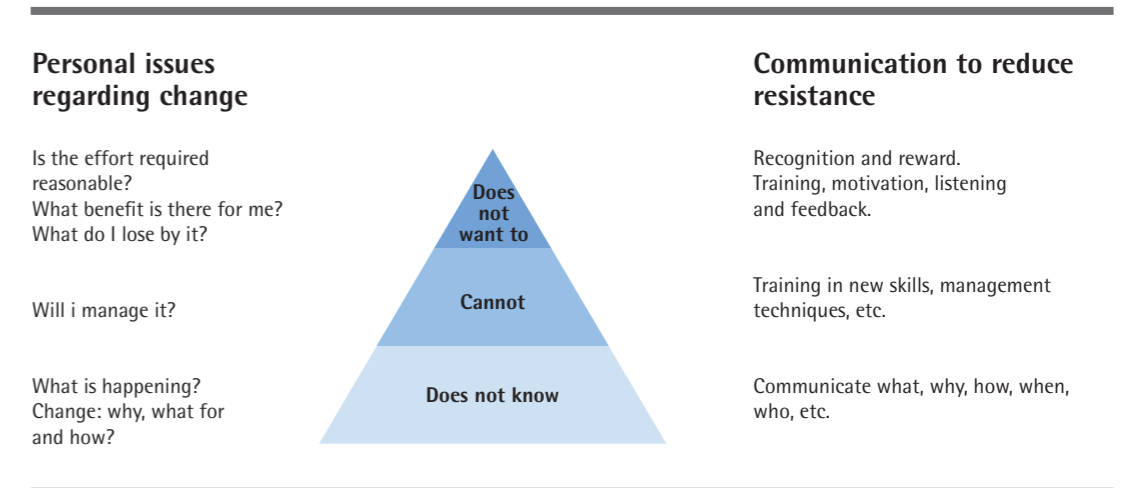 Personal issues
regarding change
Communication to reduce
resistance
Is the effort required
reasonable?
What benefit is there for me?
What do I lose by it?
Does
not
want to
Recognition and reward.
Training, motivation, listening
and feedback.
Will i manage it?
Cannot
Training in new skills, management
techniques, etc.
What is happening?
Change: why, what for
and how?
Does not know
Communicate what, why, how, when,
who, etc.